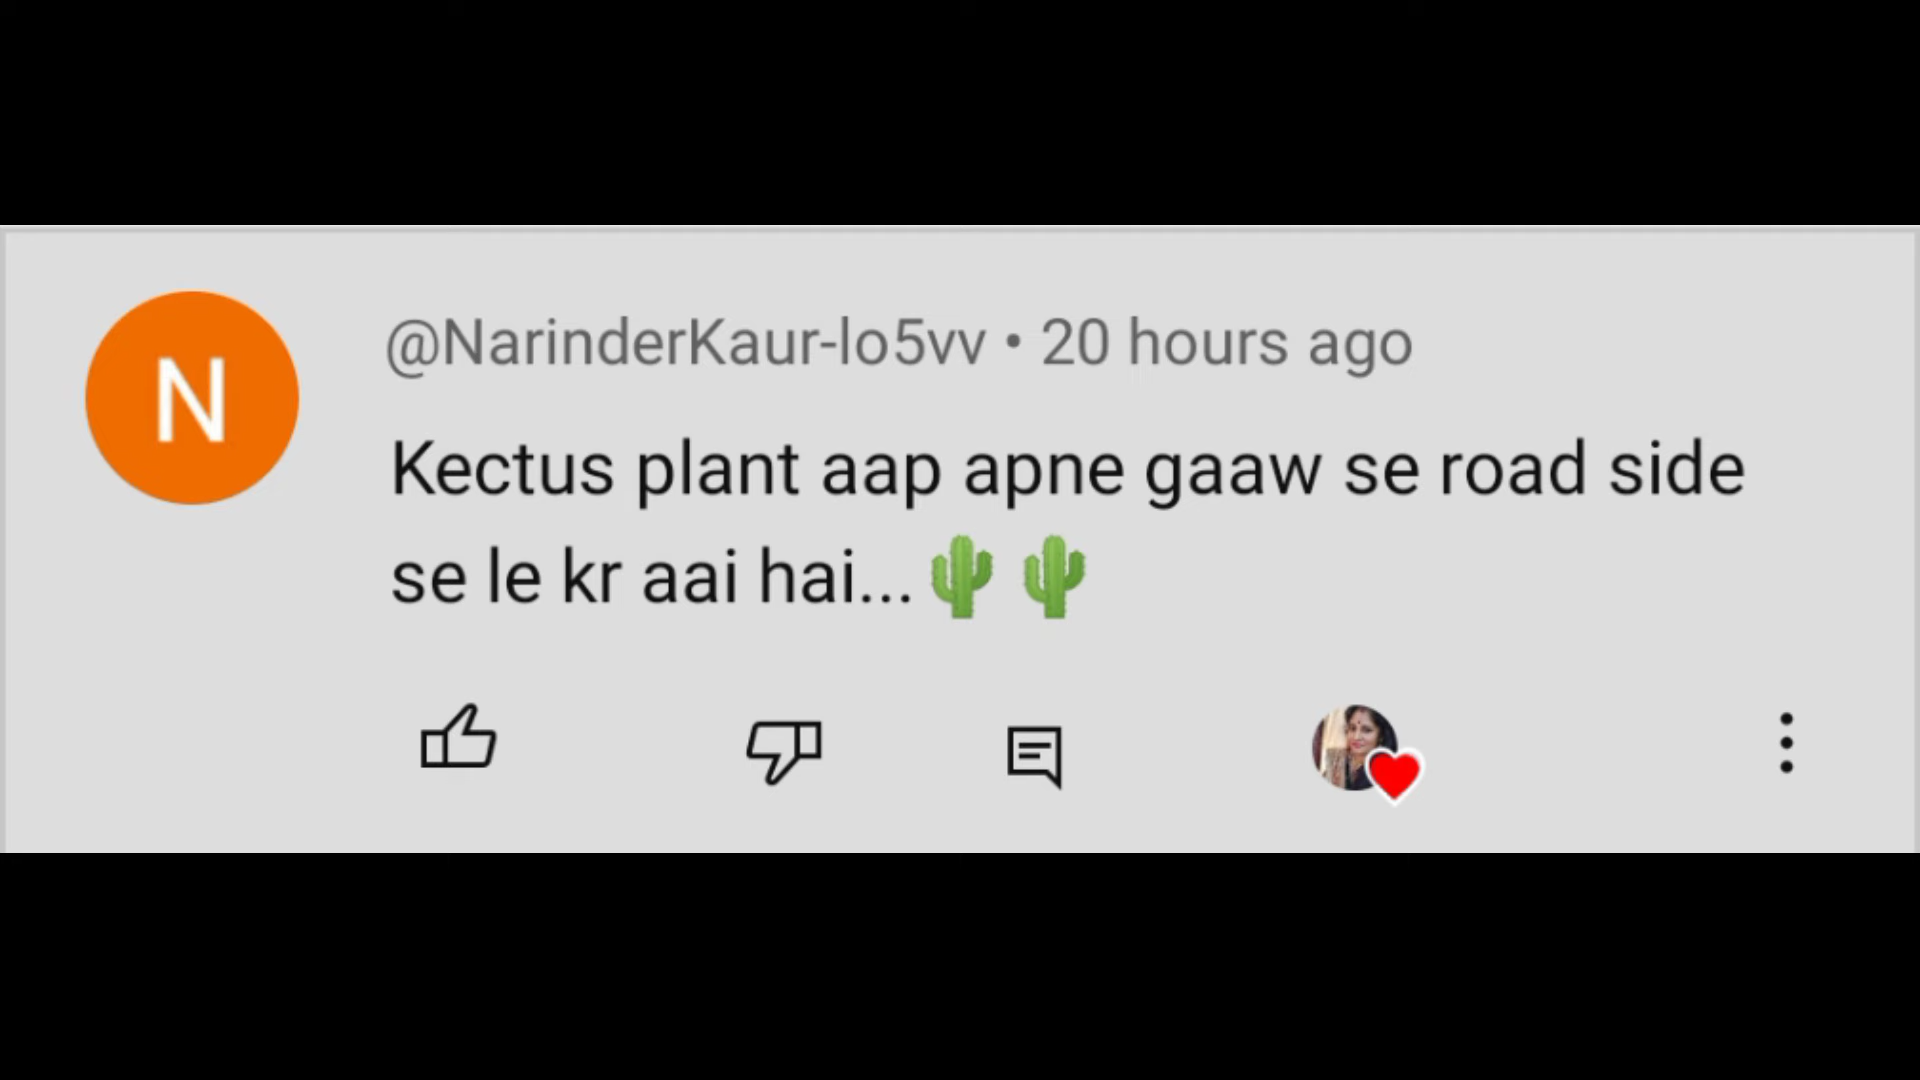 N
@NarinderKaur-lo5vv • 20 hours ago
Kectus plant aap apne gaaw se road side
se le kr aai hai...🌵🌵